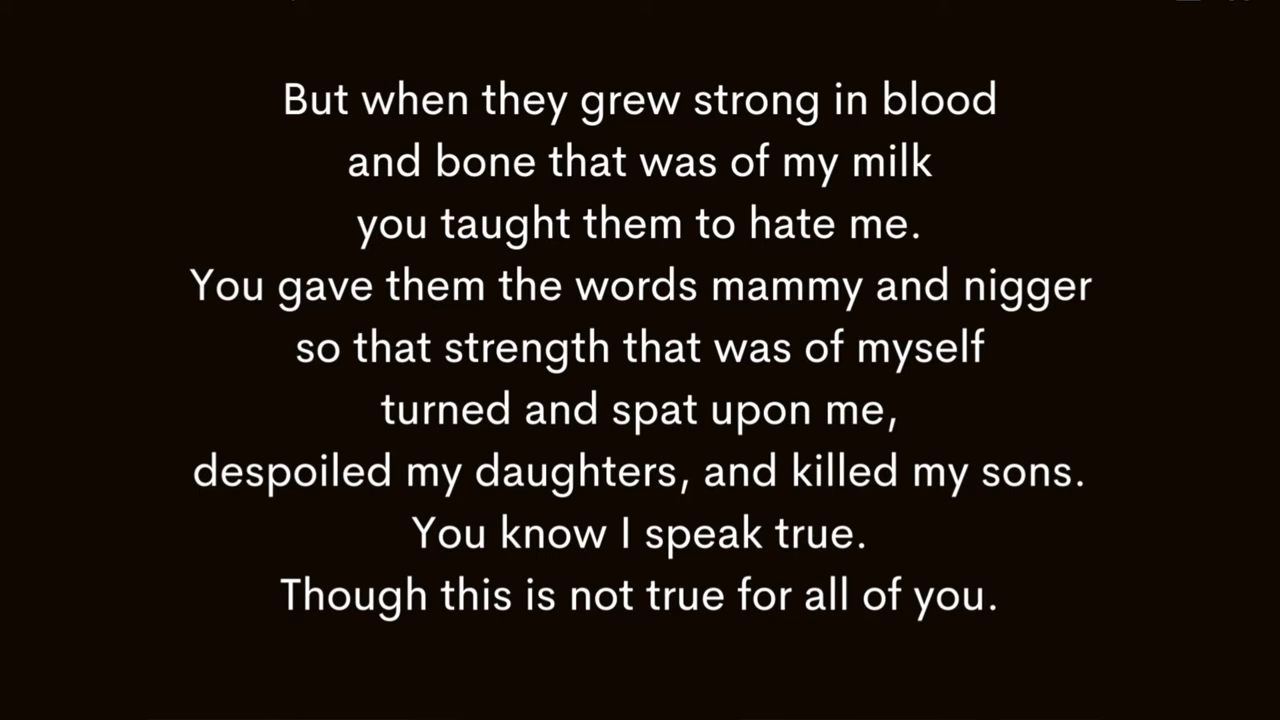 But when they grew strong in blood
and bone that was of my milk
you taught them to hate me.
You gave them the words mammy and nigger
so that strength that was of myself
turned and spat upon me,
despoiled my daughters, and killed my sons.
You know I speak true.
Though this is not true for all of you.